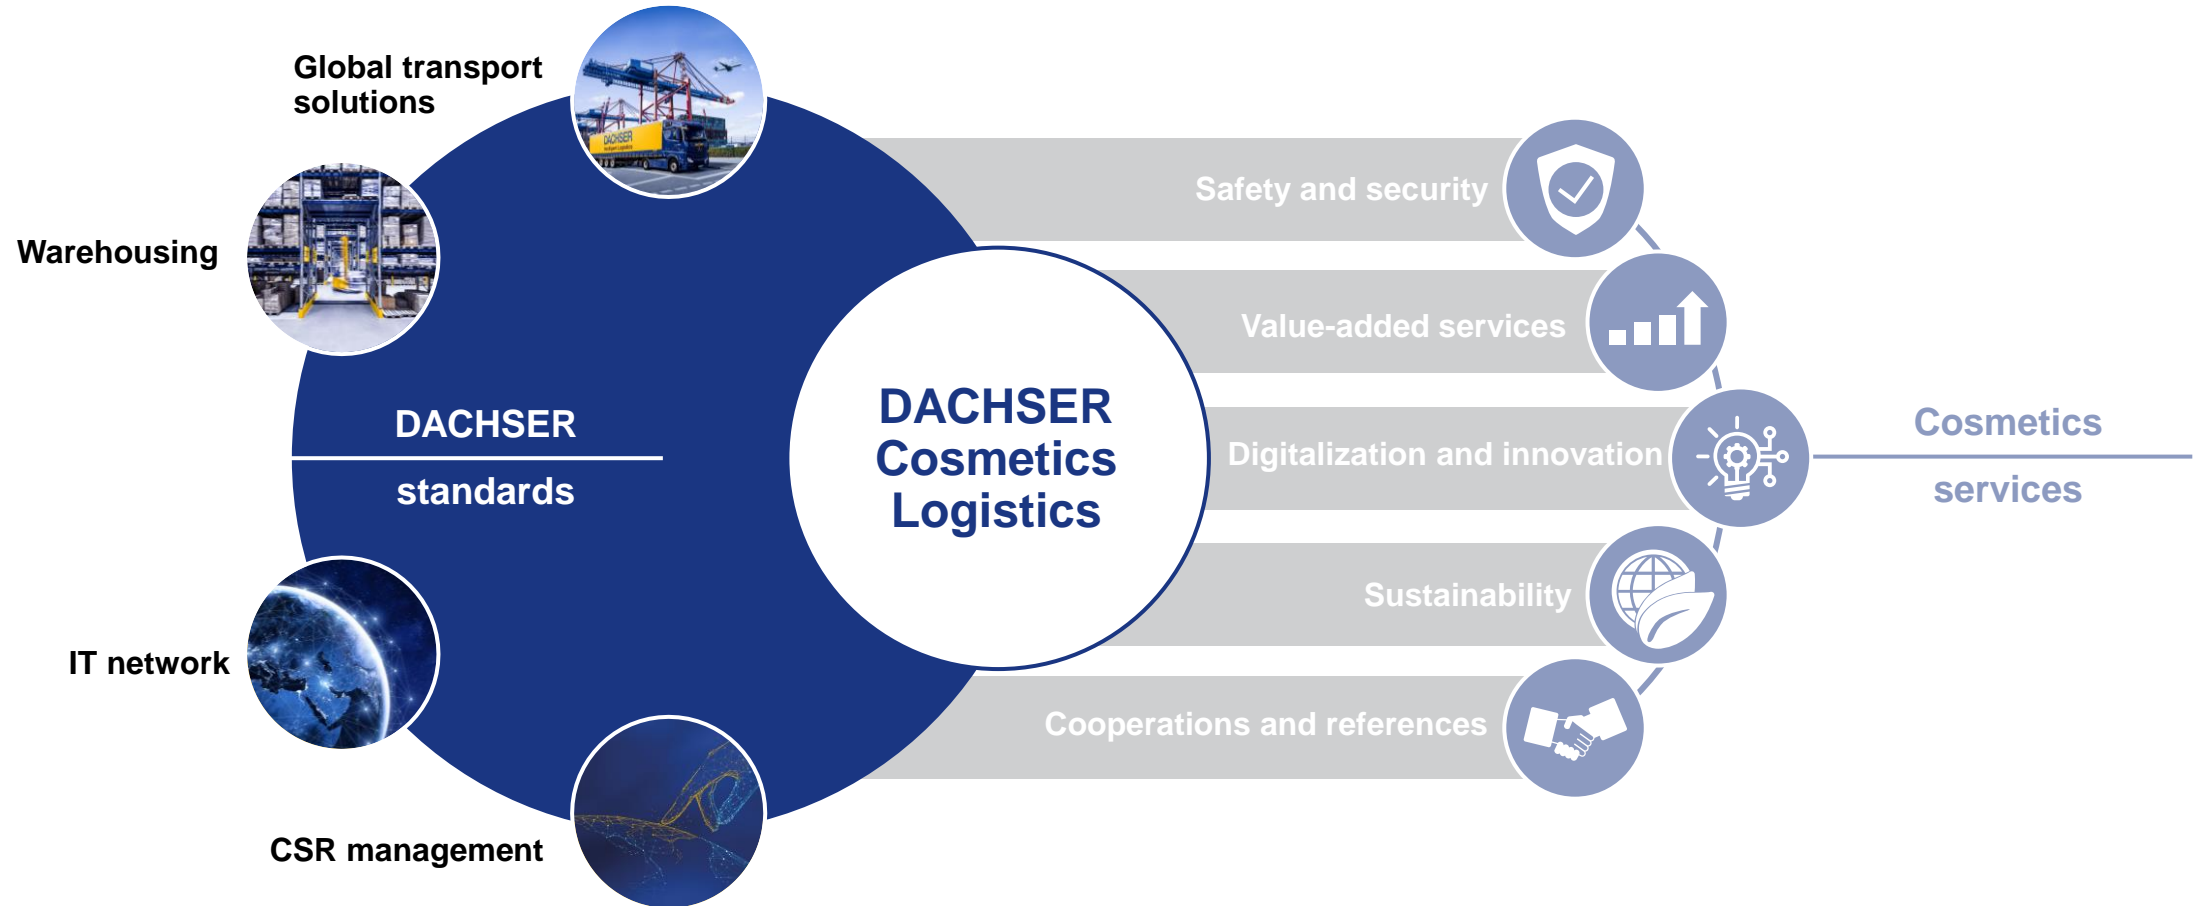 Global transport
solutions
Warehousing
DACHSER
standards
IT network
CSR management
DACHSER
DACHSER
Cosmetics
Logistics
Safety and security
Value-added services
Digitalization and innovation
Sustainability
Cooperations and references
Cosmetics
services